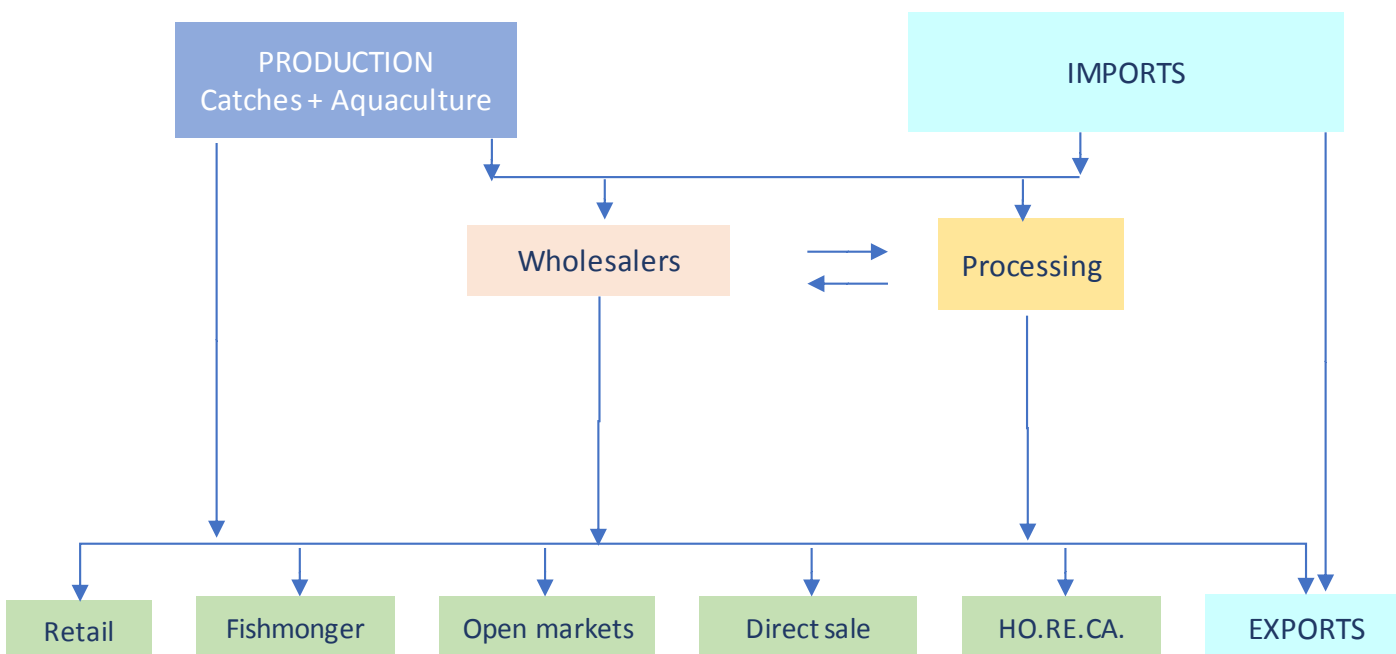 PRODUCTION
Catches + Aquaculture
IMPORTS
Wholesalers
Processing
Retail
Fishmonger
Open markets
Direct sale
HO.RE.CA.
EXPORTS